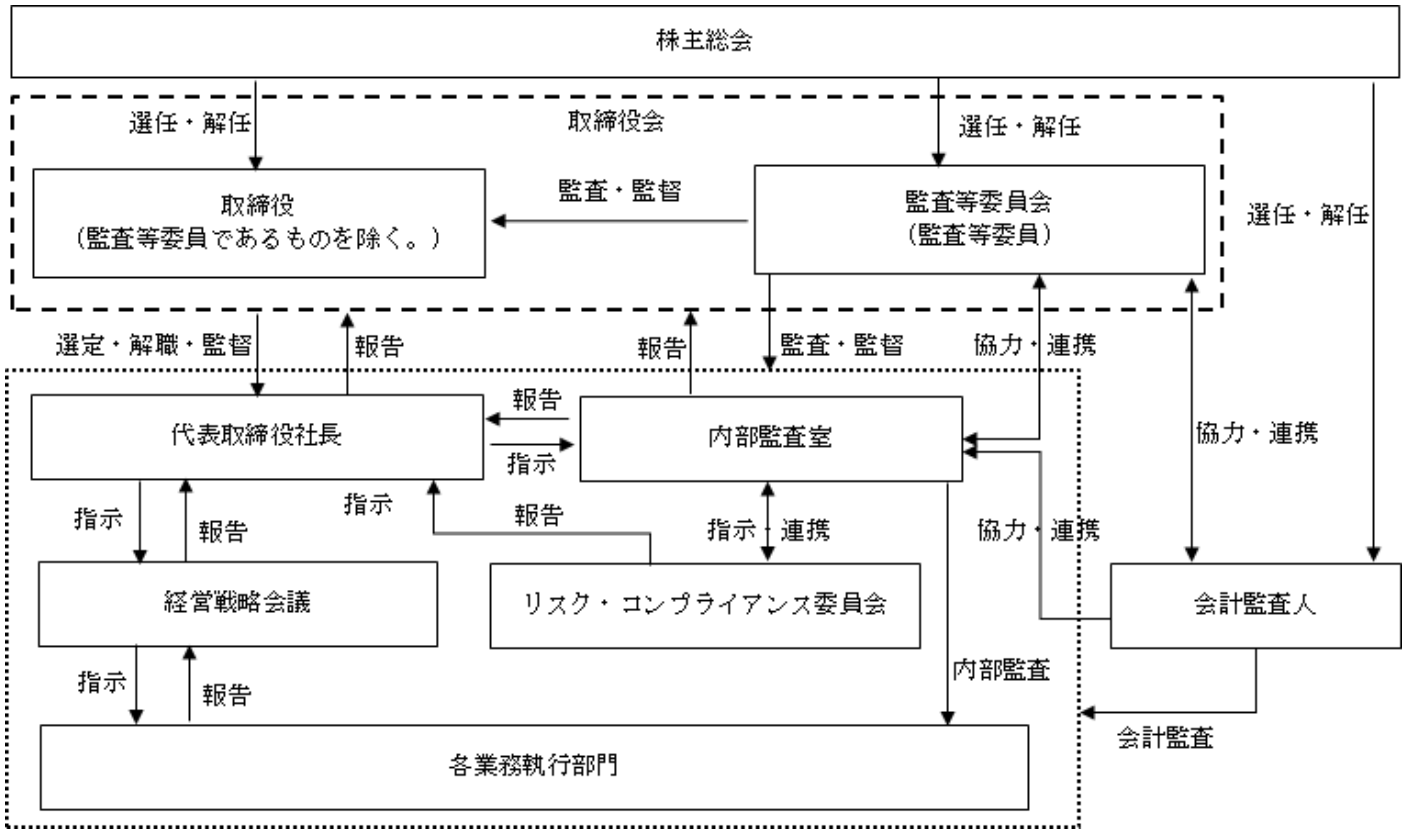 株主総会
選任・解任
取締役会
選任・解任
選任・解任
取締役
（監査等委員であるものを除く。）
監査・監督
監査等委員会
（監査等委員）
選定・解職・監督
報告
報告
監査・監督
協力・連携
協力・連携
代表取締役社長
報告
指示
内部監査室
指示
報告
指示
報告
指示・連携
協力・連携
経営戦略会議
リスク・コンプライアンス委員会
会計監査人
指示
報告
内部監査
会計監査
各業務執行部門